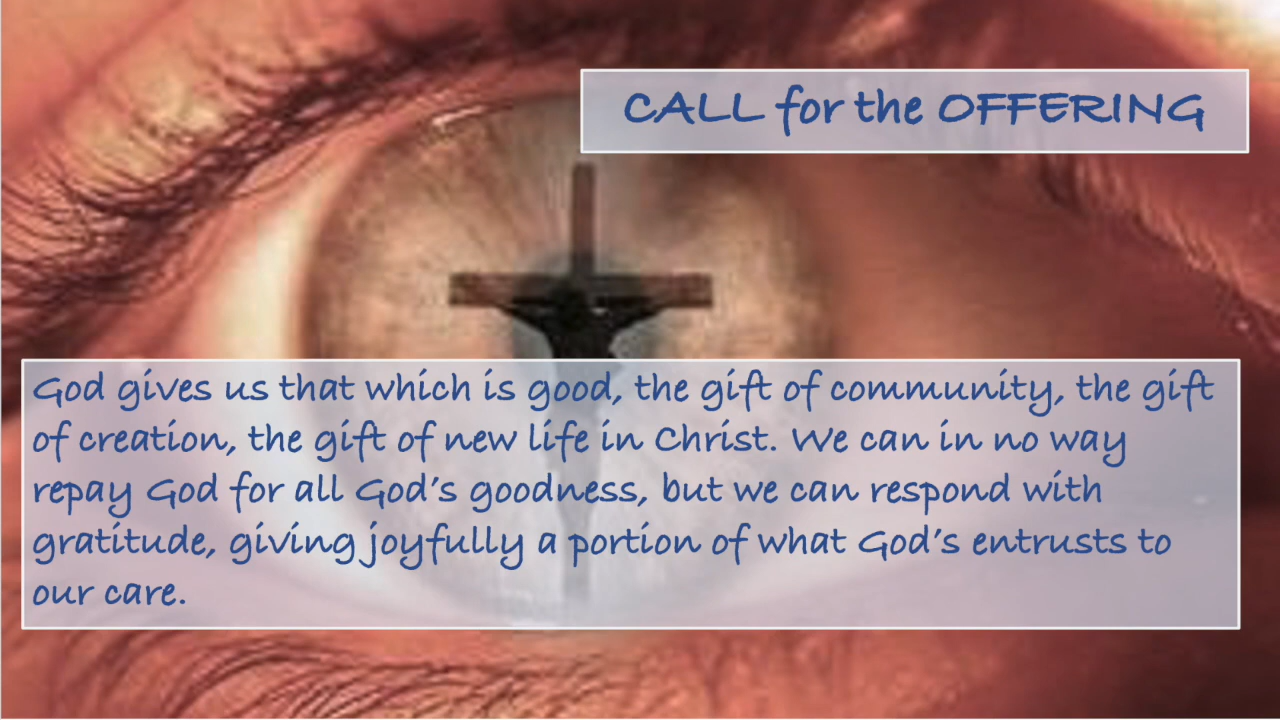 CALL for the OFFERING
God gives us that which is good, the gift of community, the gift
of creation, the gift of new life in Christ. We can in no way
repay God for all God's goodness, but we can respond with
gratitude, giving joyfully a portion of what God's entrusts to
our care.